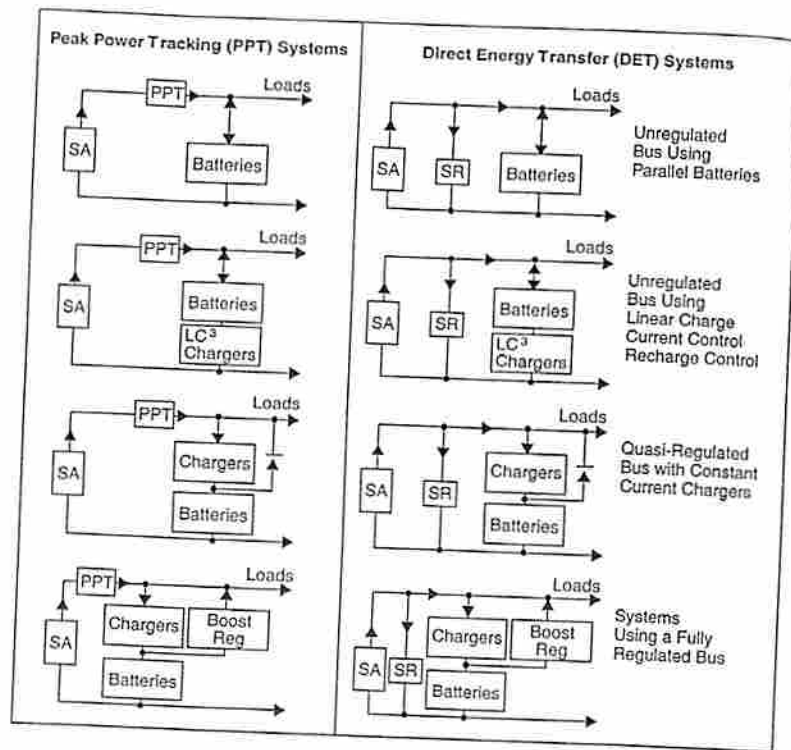 Peak Power Tracking (PPT) Systems
Direct Energy Transfer (DET) Systems
PPT
Loads
SA
Batteries
Loads
SA
SR
Batteries
Unregulated
Bus Using
Parallel Batteries
PPT
Loads
SA
Batteries
LC³
Chargers
Loads
SA
SR
Batteries
LC³
Chargers
Unregulated
Bus Using
Linear Charge
Current Control
Recharge Control
PPT
Loads
SA
Chargers
Batteries
Loads
SA
SR
Chargers
Batteries
Quasi-Regulated
Bus with Constant
Current Chargers
PPT
Loads
SA
Chargers
Boost
Reg
Batteries
Loads
SA
SR
Chargers
Boost
Reg
Batteries
Systems
Using a Fully
Regulated Bus